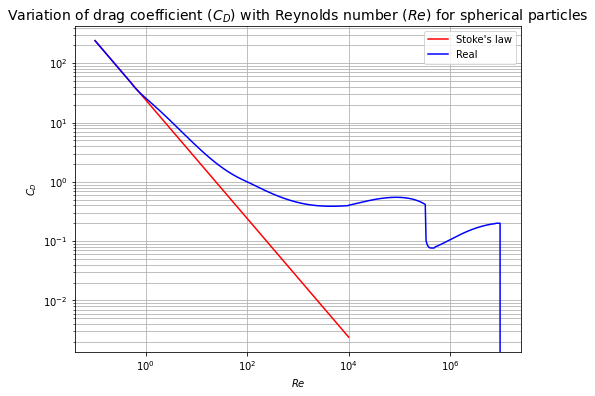 Variation of drag coefficient (C_D) with Reynolds number (Re) for spherical particles
Stoke's law
Real
C_D
10^2
10^1
10^0
10^−1
10^−2
10^0 10^2 10^4 10^6
Re